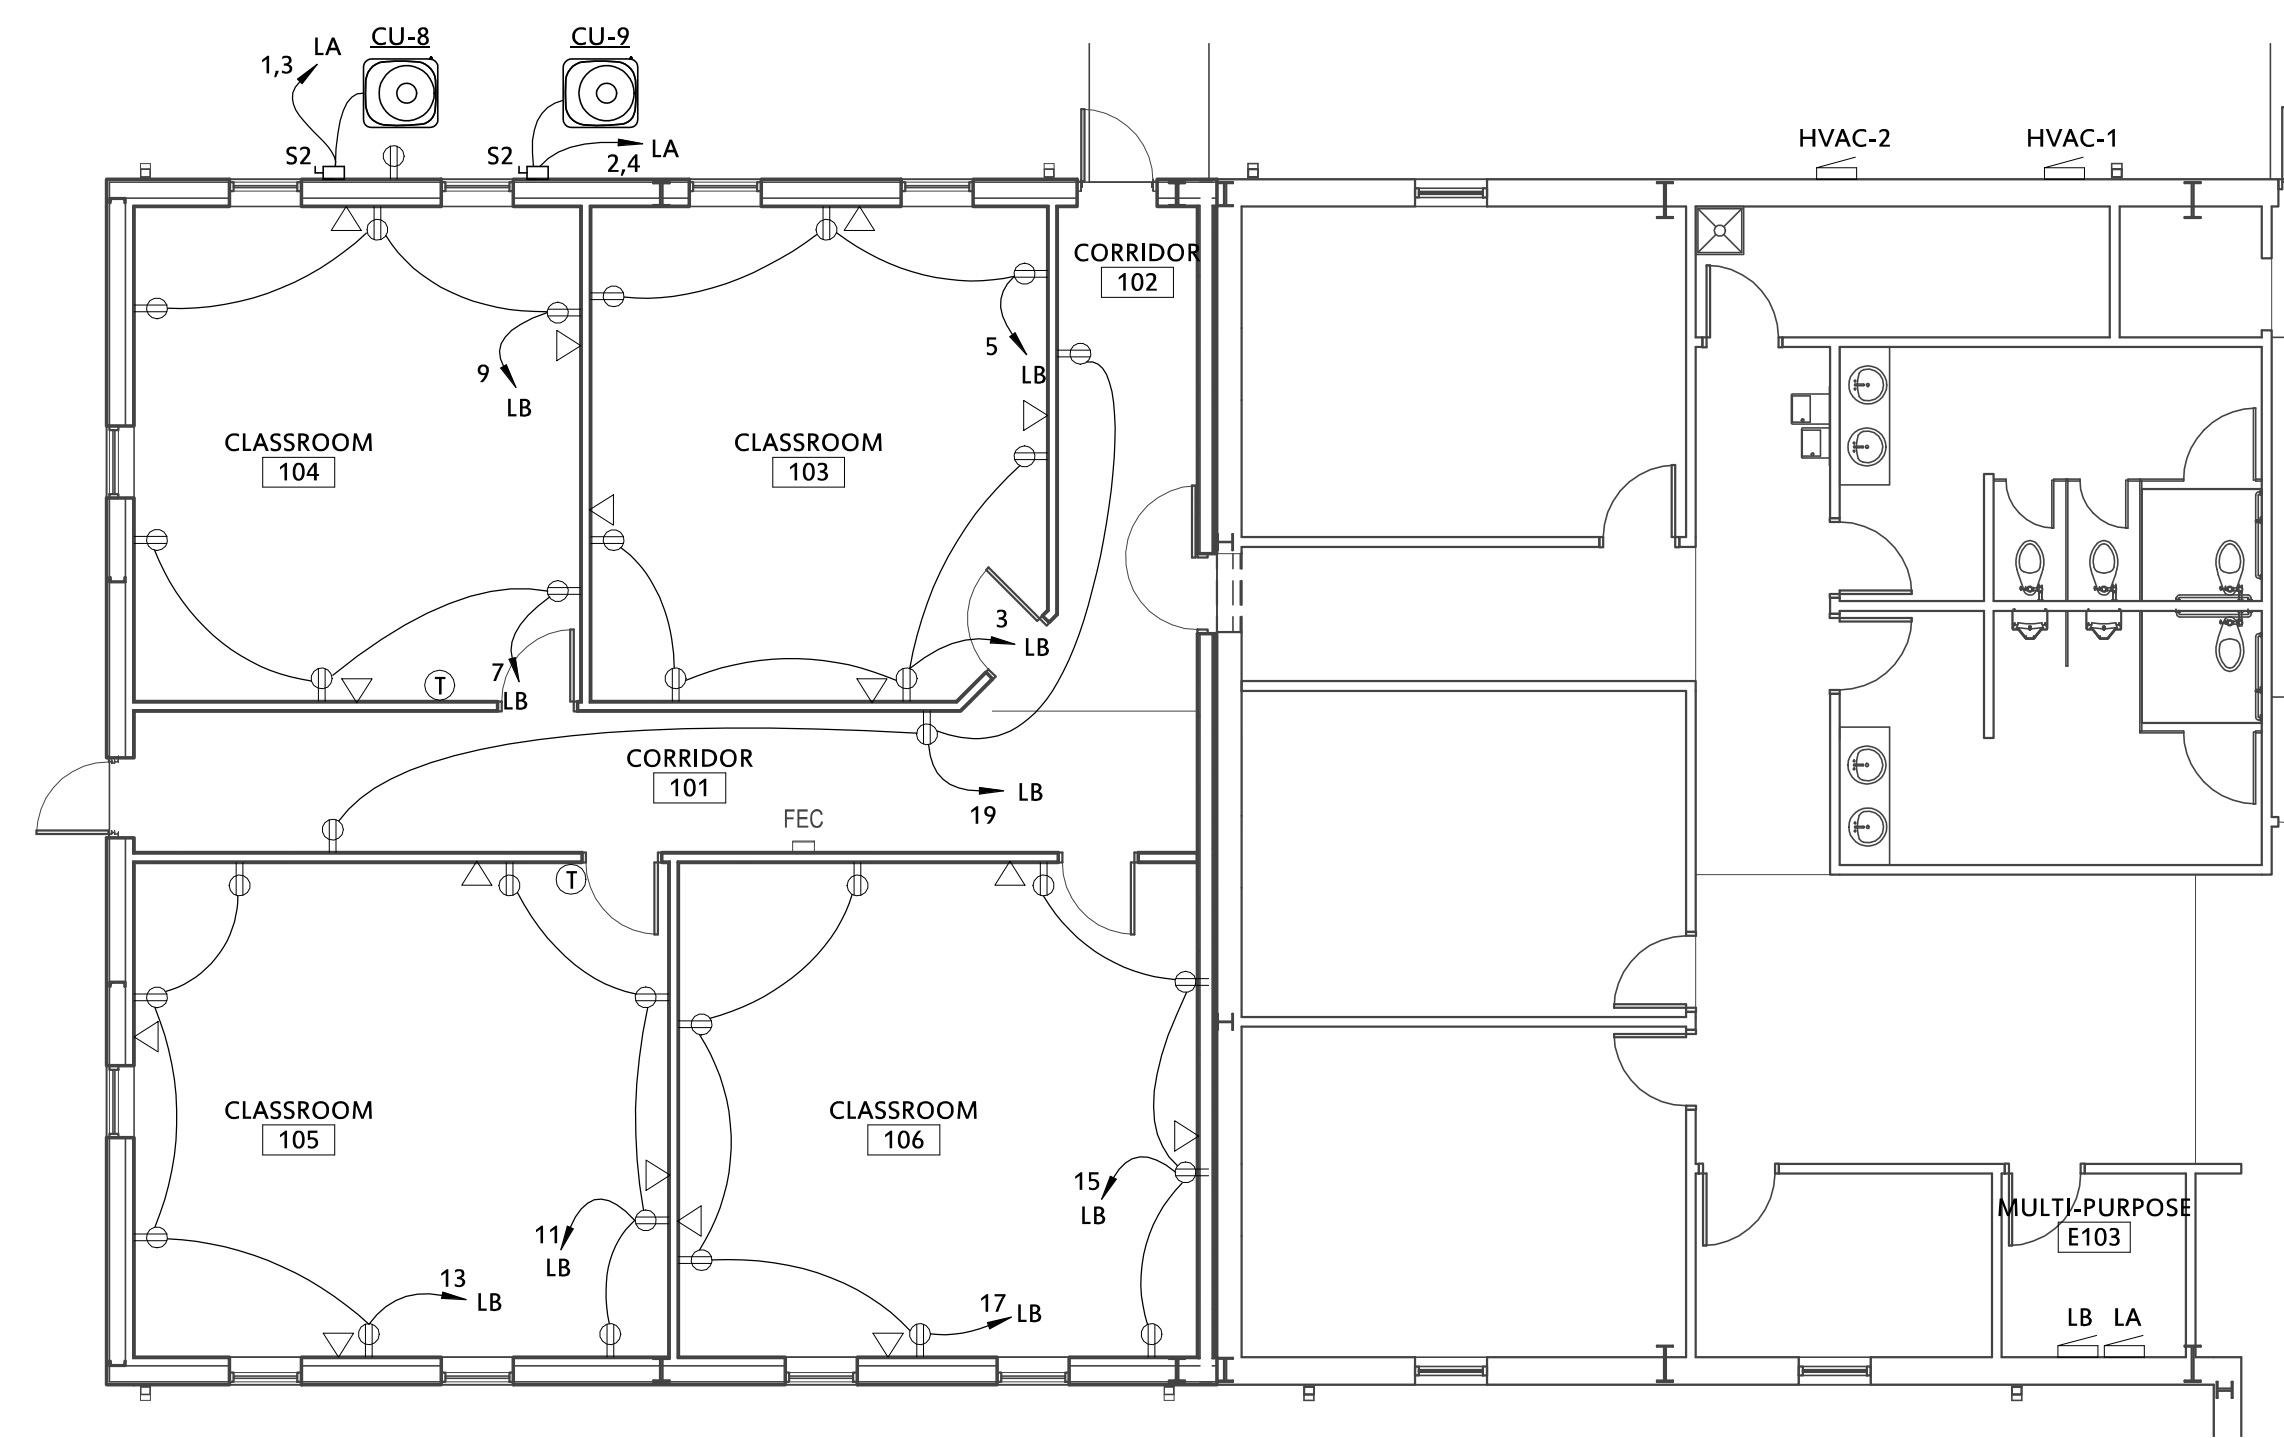 CU-8
CU-9
LA
1,3
S2
S2
LA
2,4
HVAC-2
HVAC-1
CORRIDOR
102
5
LB
9
LB
CLASSROOM
104
CLASSROOM
103
3
LB
7
LB
T
CORRIDOR
101
LB
19
FEC
T
CLASSROOM
105
CLASSROOM
106
15
LB
11
LB
13
LB
17
LB
MULTI-PURPOSE
E103
LB
LA